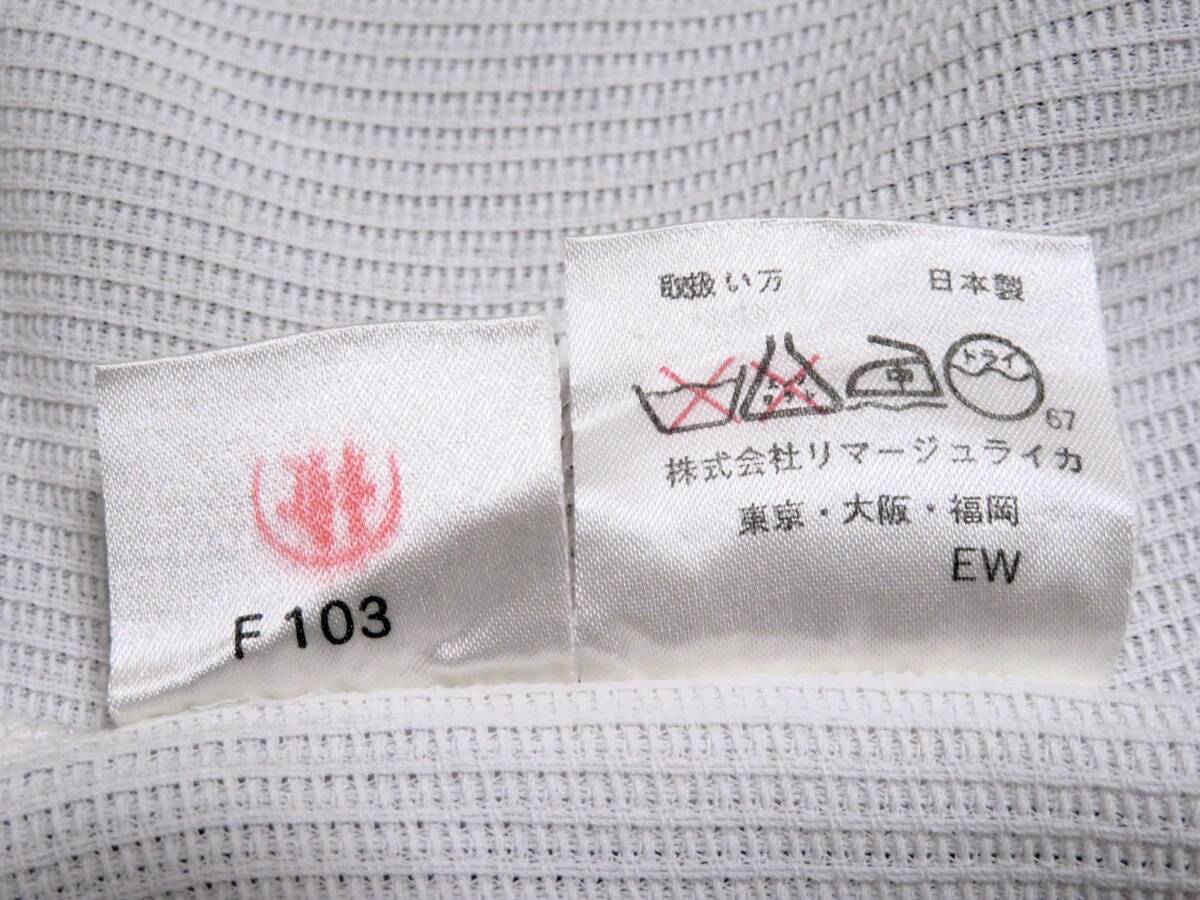 F 103
取扱い方 日本製
中 ドライ
67
株式会社リマージュライカ
東京・大阪・福岡
EW